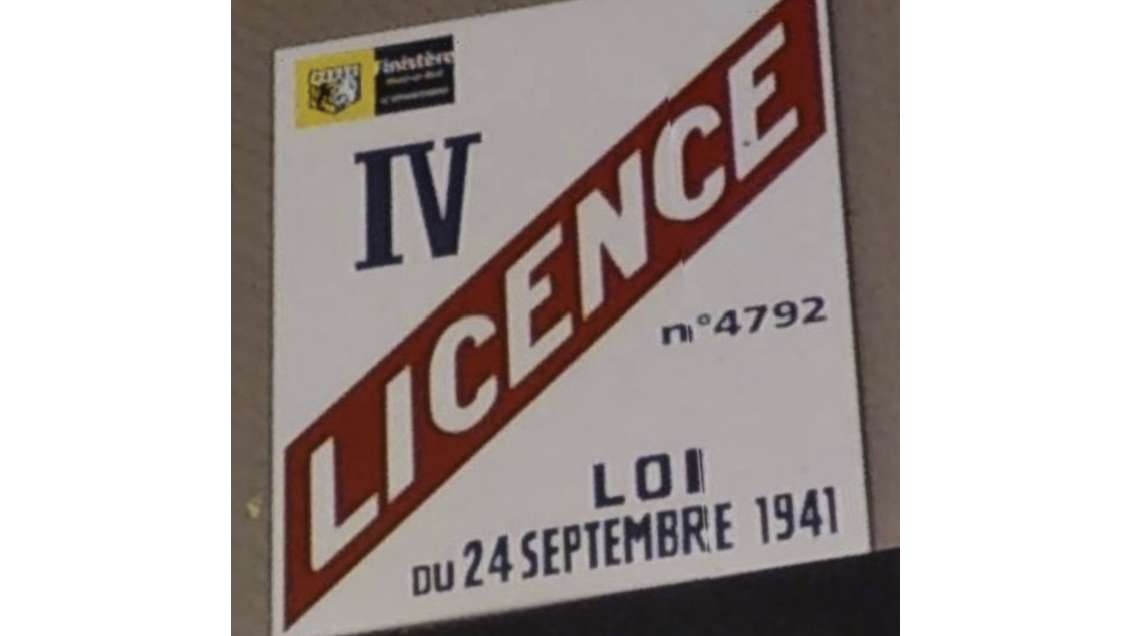 Finistère
IV
LICENCE
n°4792
LOI
DU 24 SEPTEMBRE 1941